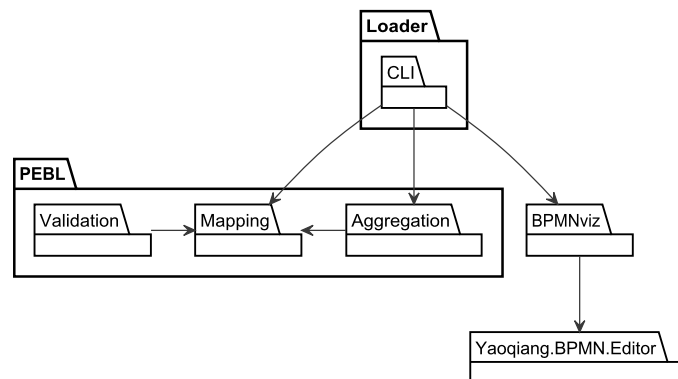 Loader
CLI
PEBL
Validation
Mapping
Aggregation
BPMNviz
Yaoqiang.BPMN.Editor